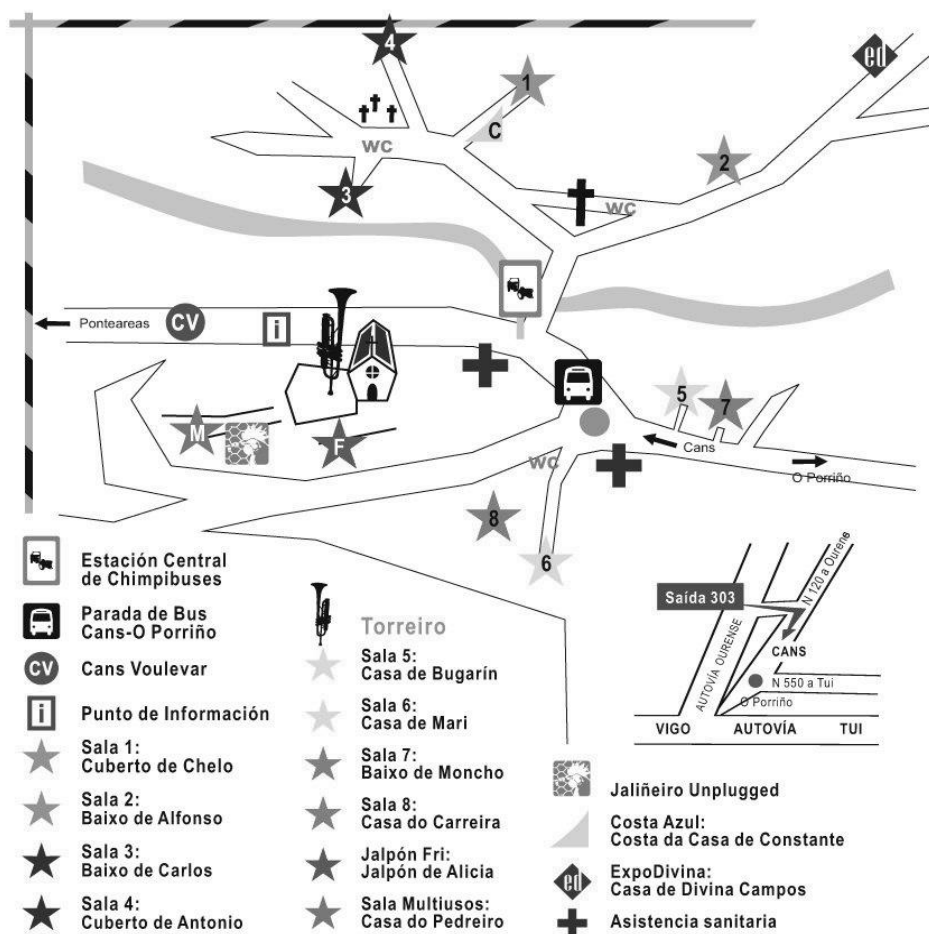 4
1
ed
C
WC
2
3
WC
Ponteareas
CV
i
5
7
M
F
Cans
WC
O Porriño
8
6
Estación Central
de Chimpibuses
Parada de Bus
Cans-O Porriño
CV
Cans Voulevar
i
Punto de Información
Sala 1:
Cuberto de Chelo
Sala 2:
Baixo de Alfonso
Sala 3:
Baixo de Carlos
Sala 4:
Cuberto de Antonio
Torreiro
Sala 5:
Casa de Bugarín
Sala 6:
Casa de Mari
Sala 7:
Baixo de Moncho
Sala 8:
Casa do Carreira
Jalpón Fri:
Jalpón de Alicia
Sala Multiusos:
Casa do Pedreiro
Saída 303
N 120 a Ourene
AUTOVÍA OURENSE
CANS
N 550 a Tui
O Porriño
VIGO AUTOVÍA TUI
Jaliñeiro Unplugged
Costa Azul:
Costa da Casa de Constante
ed
ExpoDivina:
Casa de Divina Campos
Asistencia sanitaria